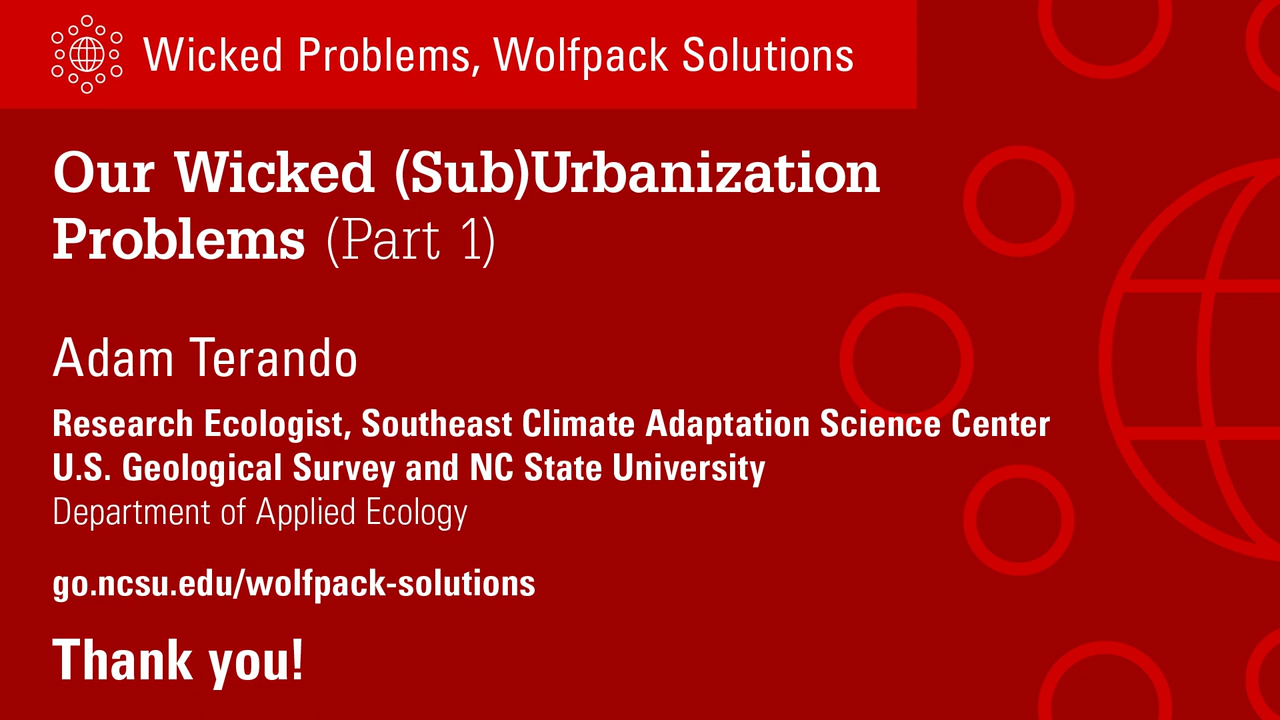 Wicked Problems, Wolfpack Solutions
Our Wicked (Sub)Urbanization
Problems (Part 1)
Adam Terando
Research Ecologist, Southeast Climate Adaptation Science Center
U.S. Geological Survey and NC State University
Department of Applied Ecology
go.ncsu.edu/wolfpack-solutions
Thank you!